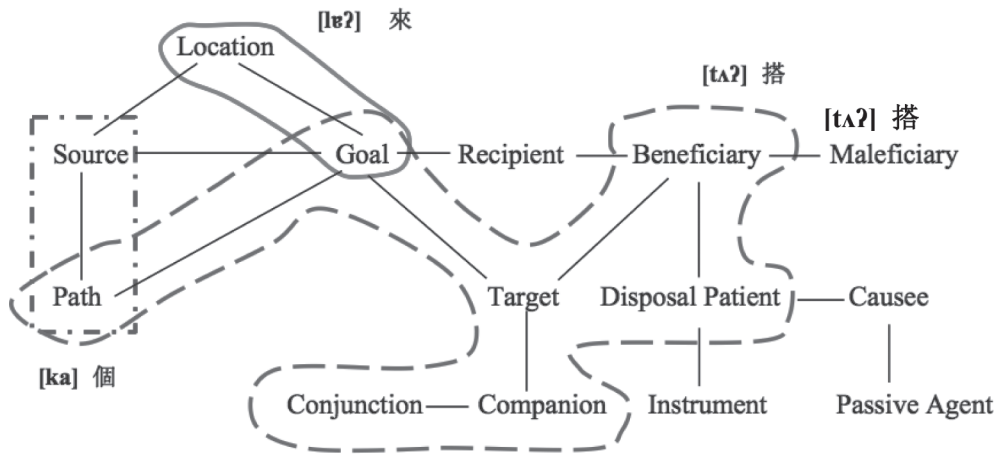 [lɐʔ] 來
Location
[tʌʔ] 搭
[tʌʔ] 搭
Source Goal Recipient Beneficiary Maleficiary
Path Target Disposal Patient Causee
[ka] 個
Conjunction Companion Instrument Passive Agent